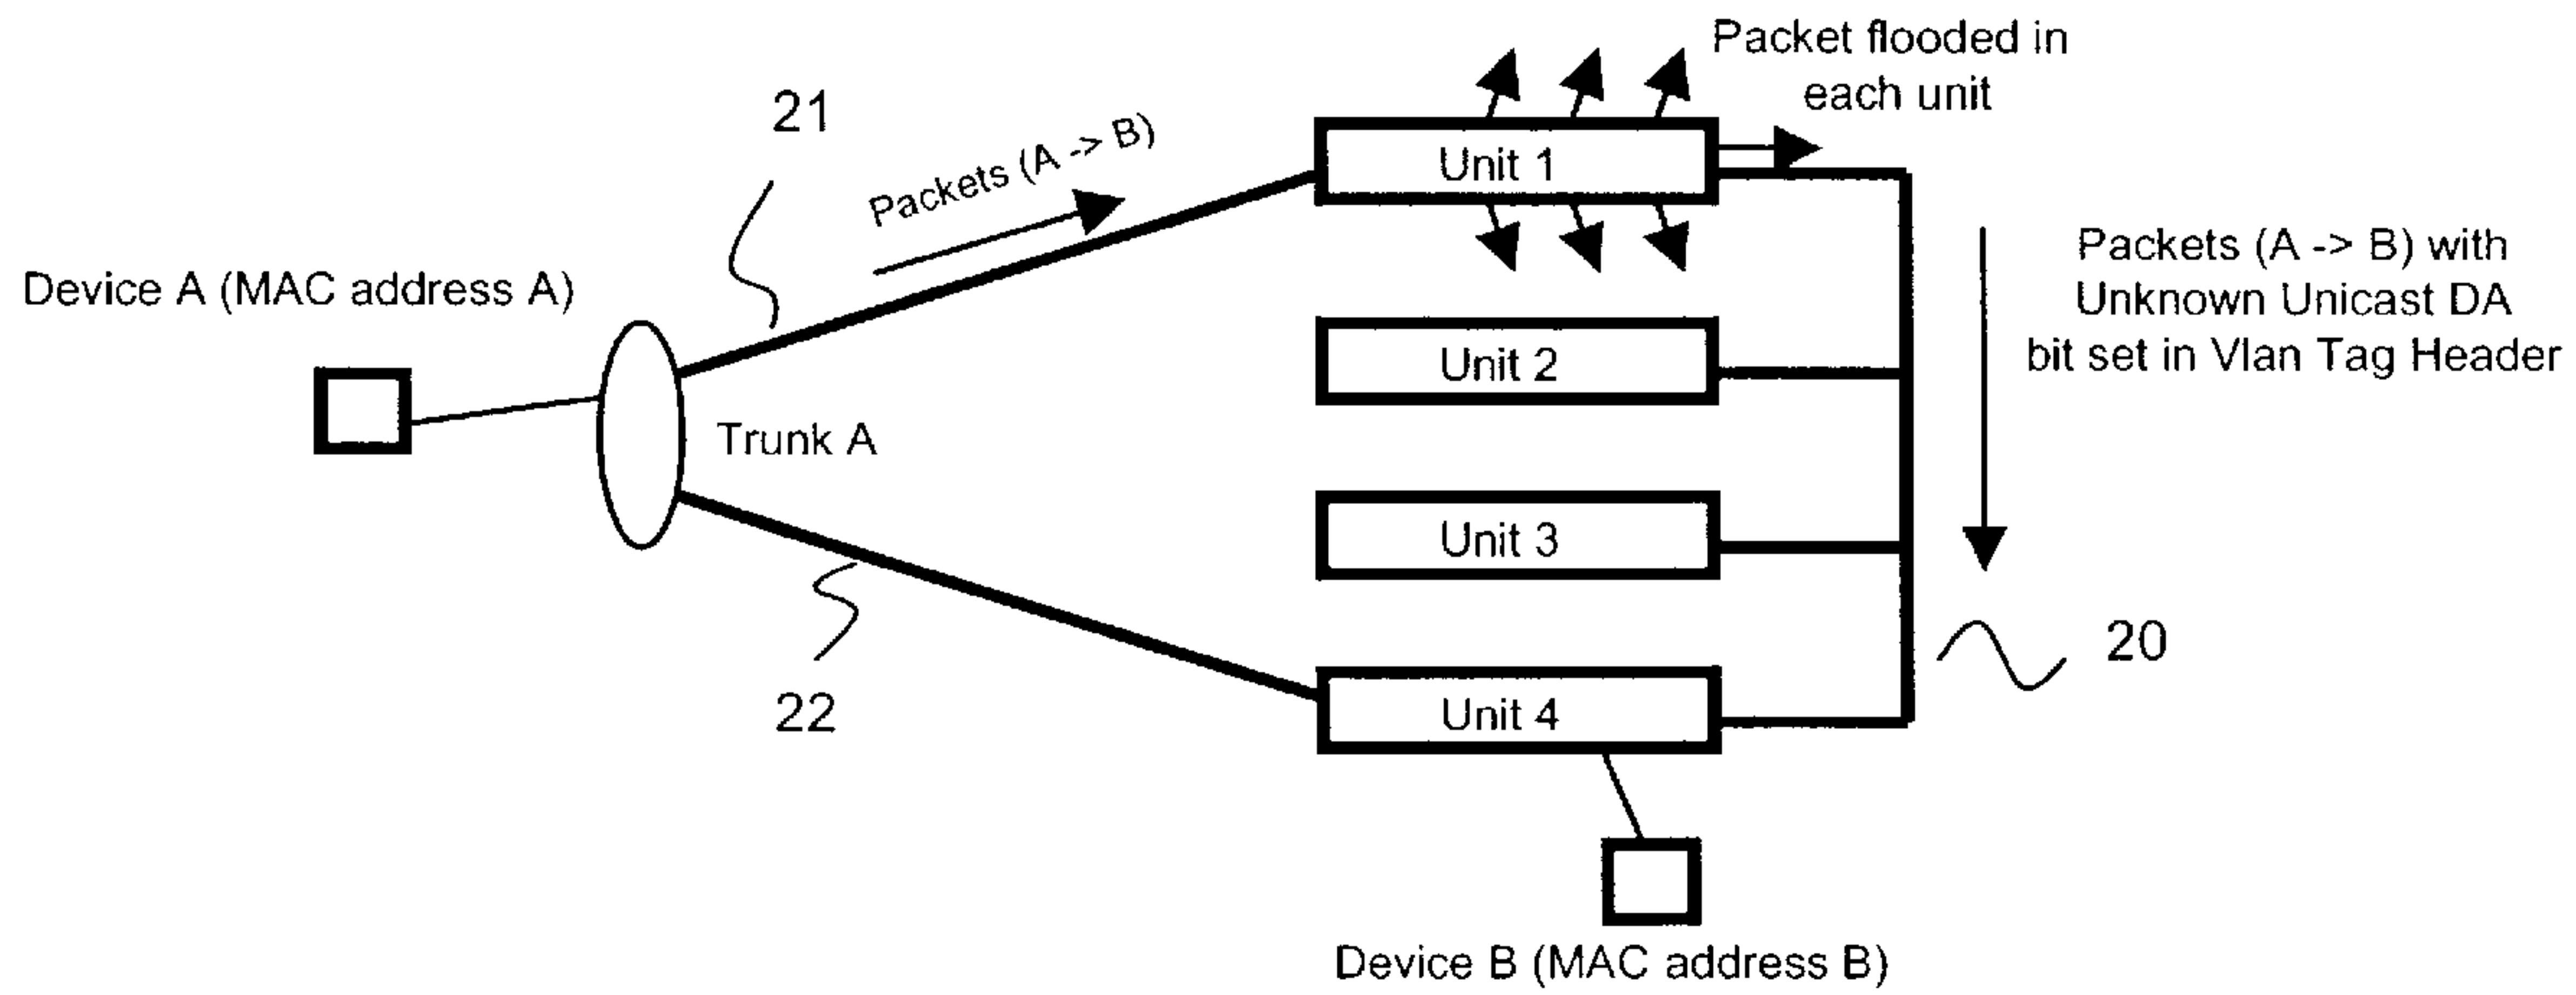 Packet flooded in
each unit
21
Packets (A -> B)
Unit 1
Packets (A -> B) with
Unknown Unicast DA
bit set in Vlan Tag Header
Device A (MAC address A)
Unit 2
Trunk A
Unit 3
20
22
Unit 4
Device B (MAC address B)